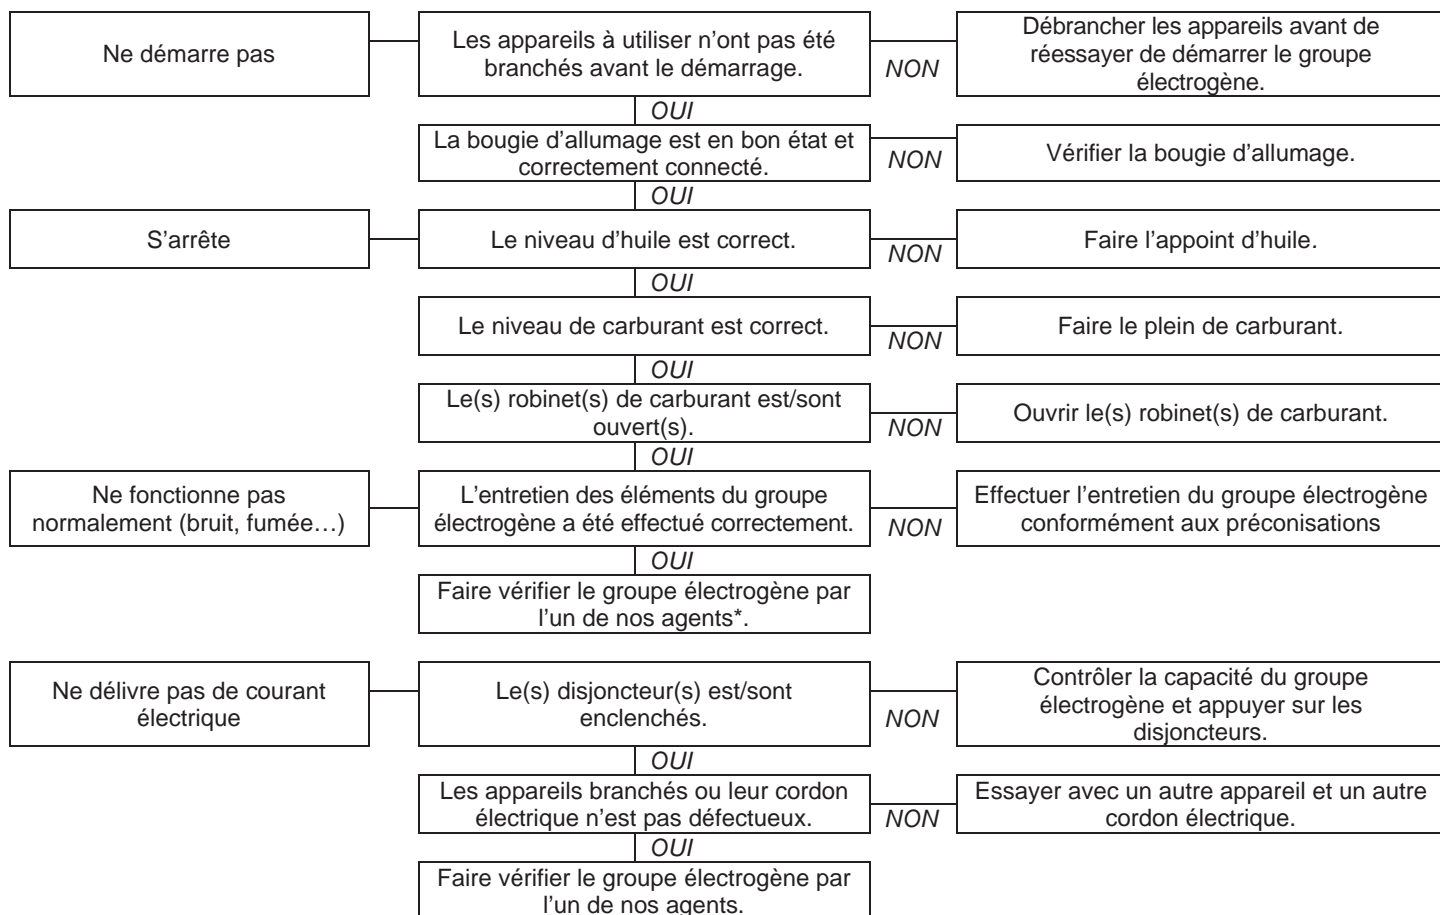 Ne démarre pas
Les appareils à utiliser n’ont pas été
branchés avant le démarrage.
NON
Débrancher les appareils avant de
réessayer de démarrer le groupe
électrogène.
OUI
La bougie d’allumage est en bon état et
correctement connecté.
NON
Vérifier la bougie d’allumage.
OUI
S’arrête
Le niveau d’huile est correct.
NON
Faire l’appoint d’huile.
OUI
Le niveau de carburant est correct.
NON
Faire le plein de carburant.
OUI
Le(s) robinet(s) de carburant est/sont
ouvert(s).
NON
Ouvrir le(s) robinet(s) de carburant.
OUI
Ne fonctionne pas
normalement (bruit, fumée…)
L’entretien des éléments du groupe
électrogène a été effectué correctement.
NON
Effectuer l’entretien du groupe électrogène
conformément aux préconisations
OUI
Faire vérifier le groupe électrogène par
l’un de nos agents*.
Ne délivre pas de courant
électrique
Le(s) disjoncteur(s) est/sont
enclenchés.
NON
Contrôler la capacité du groupe
électrogène et appuyer sur les
disjoncteurs.
OUI
Les appareils branchés ou leur cordon
électrique n’est pas défectueux.
NON
Essayer avec un autre appareil et un autre
cordon électrique.
OUI
Faire vérifier le groupe électrogène par
l’un de nos agents.